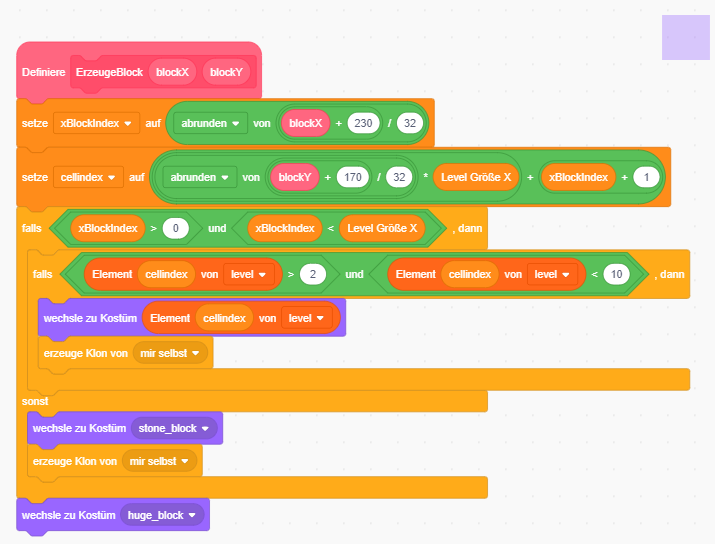 Definiere ErzeugeBlock blockX blockY
setze xBlockIndex auf abrunden von blockX + 230 / 32
setze cellindex auf abrunden von blockY + 170 / 32 * Level Größe X + xBlockIndex + 1
falls xBlockIndex > 0 und xBlockIndex < Level Größe X , dann
falls Element cellindex von level > 2 und Element cellindex von level < 10 , dann
wechsle zu Kostüm Element cellindex von level
erzeuge Klon von mir selbst
sonst
wechsle zu Kostüm stone_block
erzeuge Klon von mir selbst
wechsle zu Kostüm huge_block